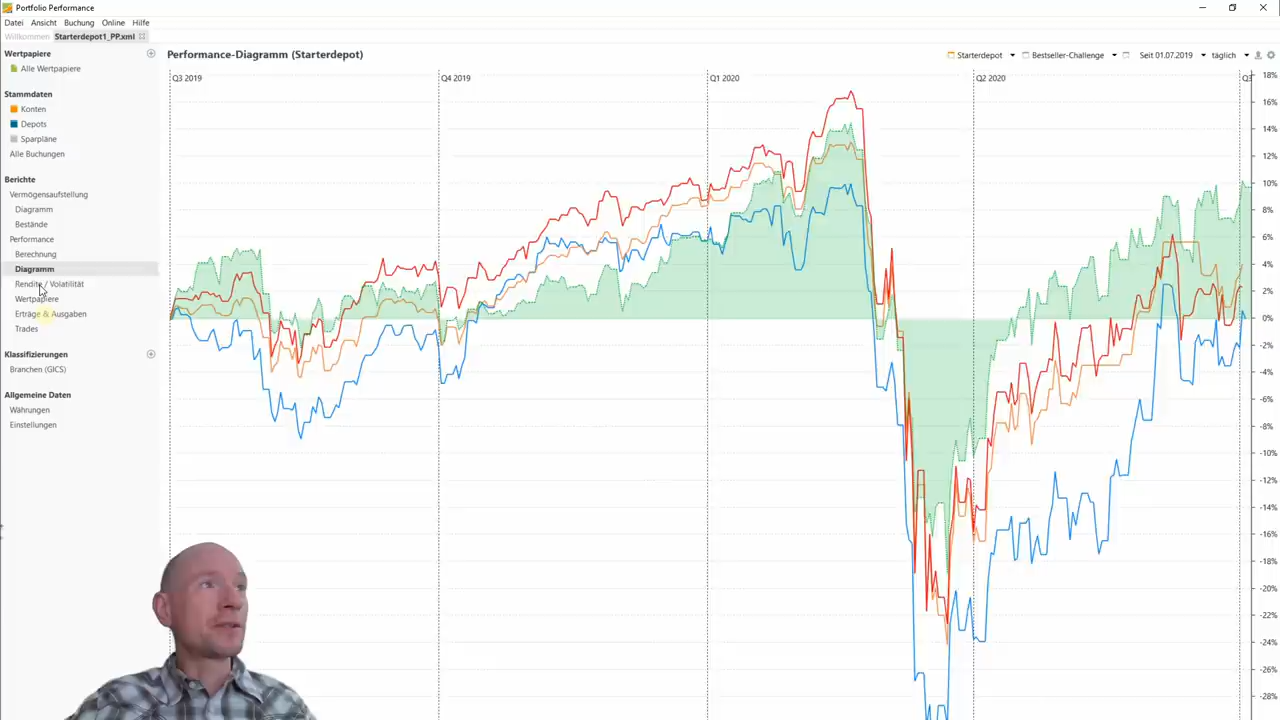 Portfolio Performance
Datei Ansicht Buchung Online Hilfe
Willkommen Starterdepot1_PP.xml
Wertpapiere
Alle Wertpapiere
Stammdaten
Konten
Depots
Sparpläne
Alle Buchungen
Berichte
Vermögensaufstellung
Diagramm
Bestände
Performance
Berechnung
Diagramm
Rendite / Volatilität
Wertpapiere
Erträge & Ausgaben
Trades
Klassifizierungen
Branchen (GICS)
Allgemeine Daten
Währungen
Einstellungen
Performance-Diagramm (Starterdepot)
Starterdepot Bestseller-Challenge Seit 01.07.2019 täglich
Q3 2019 Q4 2019 Q1 2020 Q2 2020
18%
16%
14%
12%
10%
8%
6%
4%
2%
0%
-2%
-4%
-6%
-8%
-10%
-12%
-14%
-16%
-18%
-20%
-22%
-24%
-26%
-28%